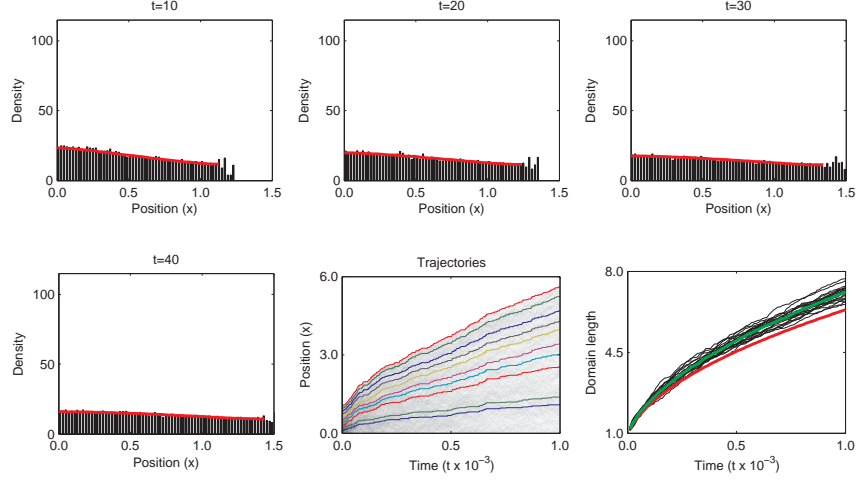 t=10
t=20
t=30
100
50
0
Density
0.0 0.5 1.0 1.5
Position (x)
100
50
0
Density
0.0 0.5 1.0 1.5
Position (x)
100
50
0
Density
0.0 0.5 1.0 1.5
Position (x)
t=40
Trajectories
100
50
0
Density
0.0 0.5 1.0 1.5
Position (x)
6.0
3.0
0.0
Position (x)
0.0 0.5 1.0
Time (t x 10⁻³)
8.0
4.5
1.0
Domain length
0.0 0.5 1.0
Time (t x 10⁻³)